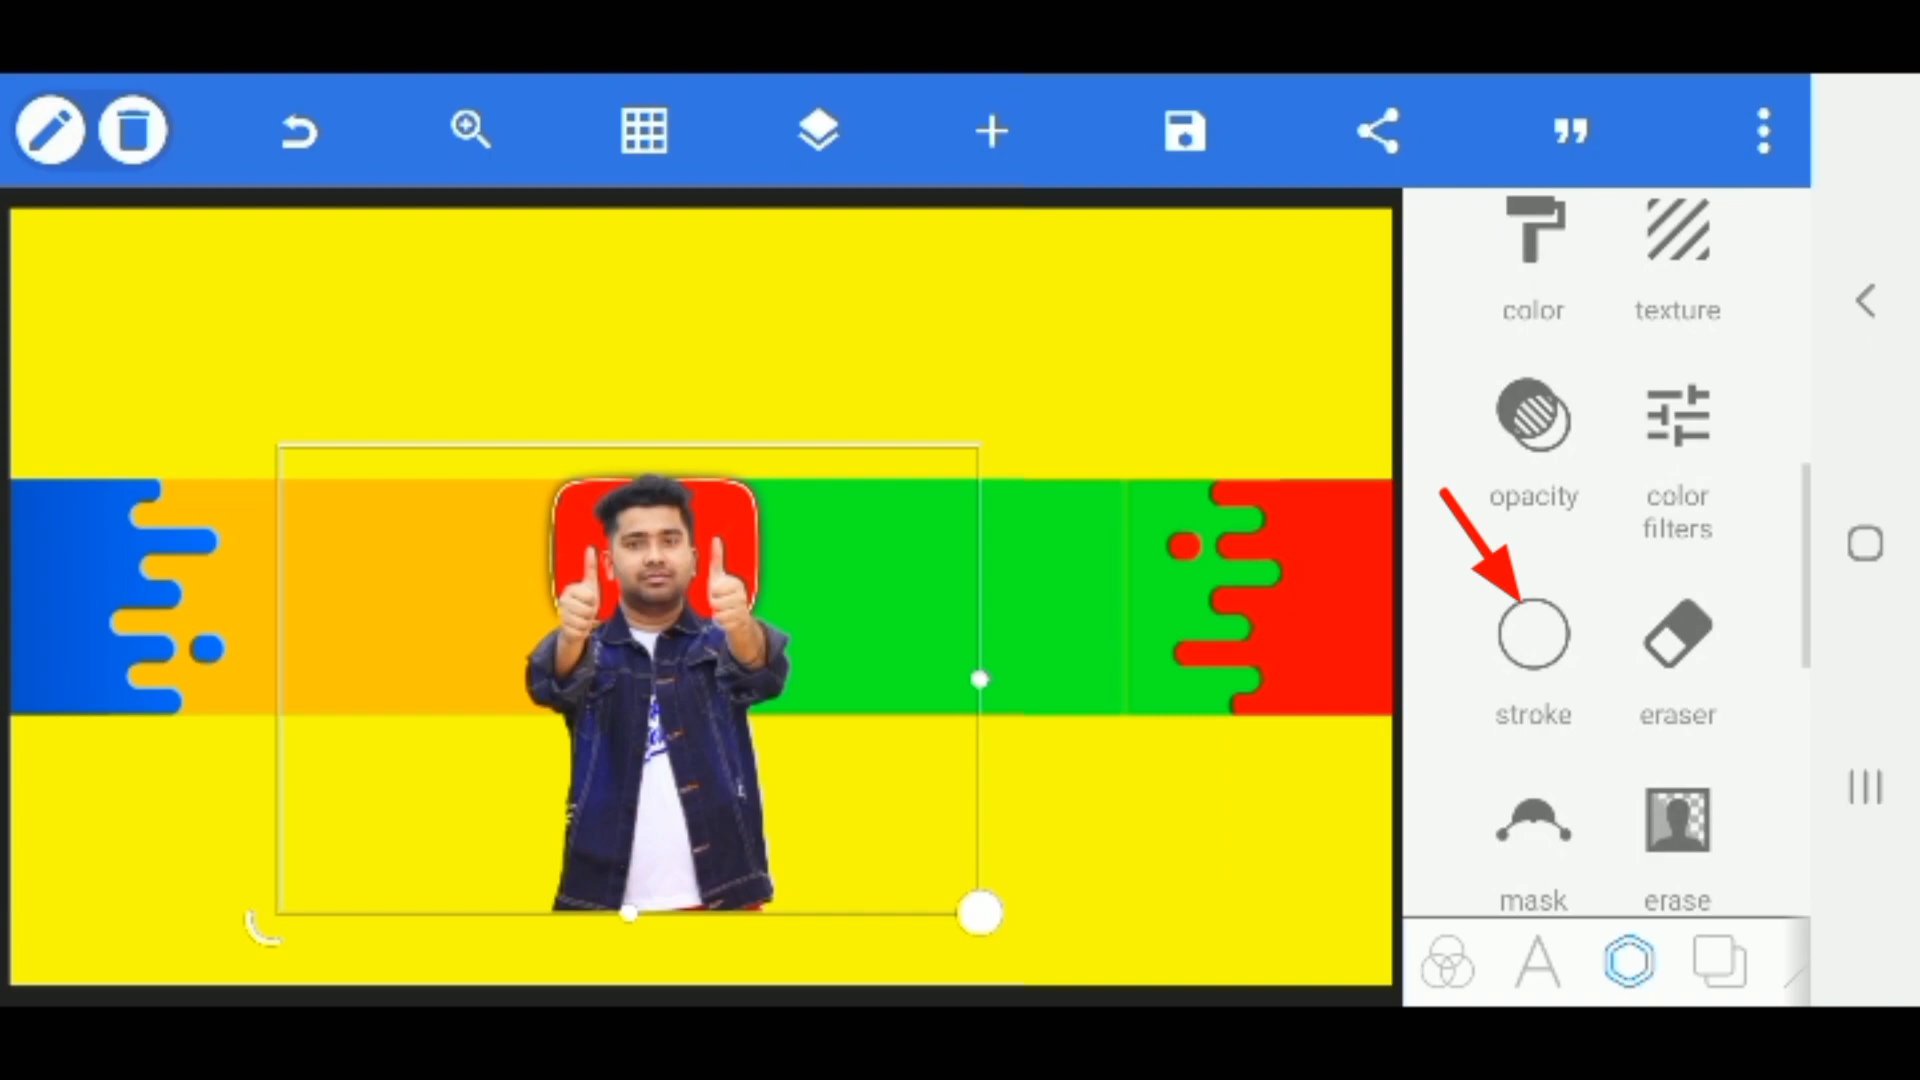 color texture
opacity color
filters
stroke eraser
mask erase